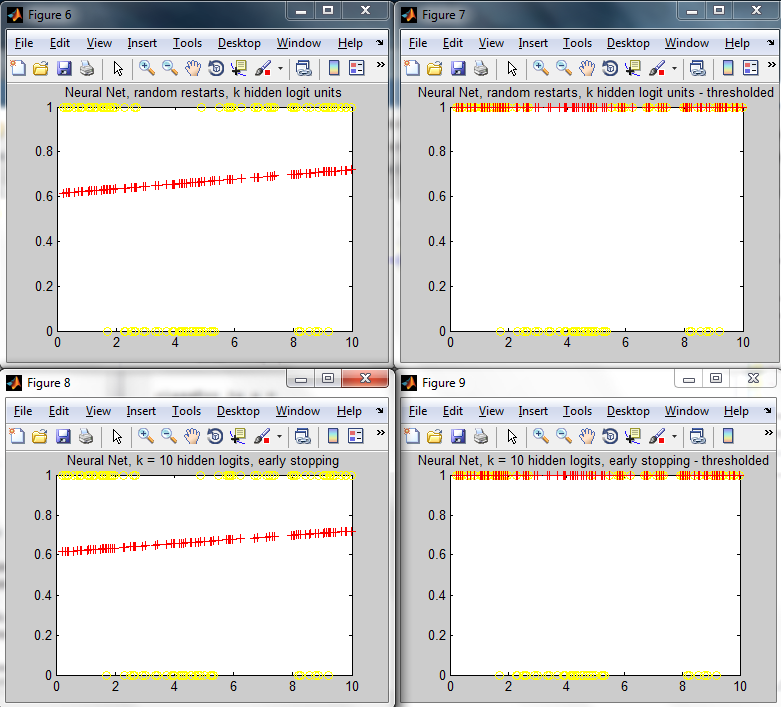 Figure 6
File Edit View Insert Tools Desktop Window Help
Neural Net, random restarts, k hidden logit units
1
0.8
0.6
0.4
0.2
0
0 2 4 6 8 10
Figure 7
File Edit View Insert Tools Desktop Window Help
Neural Net, random restarts, k hidden logit units - thresholded
1
0.8
0.6
0.4
0.2
0
0 2 4 6 8 10
Figure 8
File Edit View Insert Tools Desktop Window Help
Neural Net, k = 10 hidden logits, early stopping
1
0.8
0.6
0.4
0.2
0
0 2 4 6 8 10
Figure 9
File Edit View Insert Tools Desktop Window Help
Neural Net, k = 10 hidden logits, early stopping - thresholded
1
0.8
0.6
0.4
0.2
0
0 2 4 6 8 10